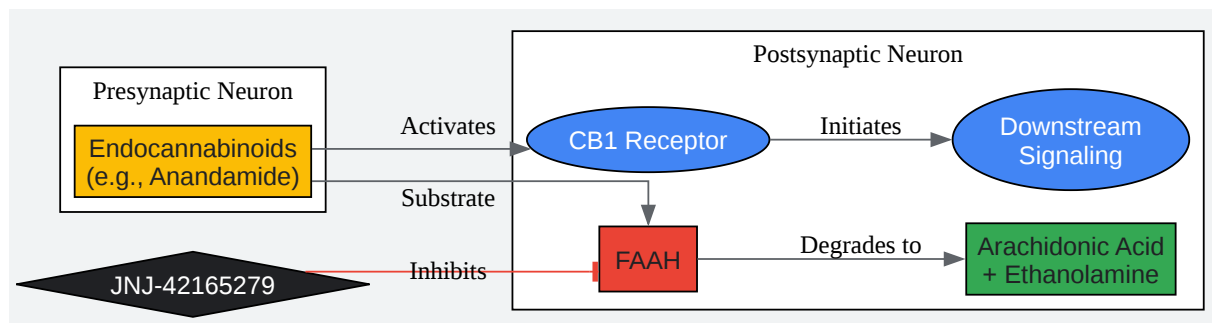 Postsynaptic Neuron
Presynaptic Neuron
Endocannabinoids
(e.g., Anandamide)
Activates
CB1 Receptor
Initiates
Downstream
Signaling
Substrate
JNJ-42165279
Inhibits
FAAH
Degrades to
Arachidonic Acid
+ Ethanolamine